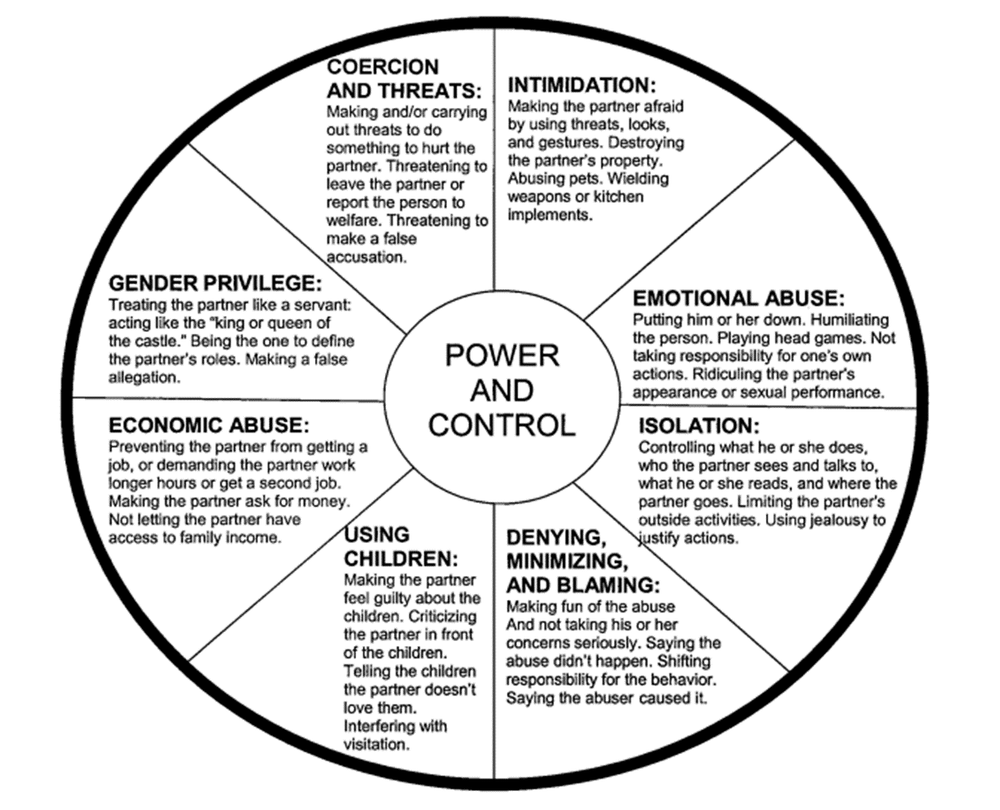 COERCION
AND THREATS:
Making and/or carrying
out threats to do
something to hurt the
partner. Threatening to
leave the partner or
report the person to
welfare. Threatening to
make a false
accusation.
INTIMIDATION:
Making the partner afraid
by using threats, looks,
and gestures. Destroying
the partner's property.
Abusing pets. Wielding
weapons or kitchen
implements.
GENDER PRIVILEGE:
Treating the partner like a servant:
acting like the "king or queen of
the castle." Being the one to define
the partner's roles. Making a false
allegation.
EMOTIONAL ABUSE:
Putting him or her down. Humiliating
the person. Playing head games. Not
taking responsibility for one's own
actions. Ridiculing the partner's
appearance or sexual performance.
POWER
AND
CONTROL
ECONOMIC ABUSE:
Preventing the partner from getting a
job, or demanding the partner work
longer hours or get a second job.
Making the partner ask for money.
Not letting the partner have
access to family income.
ISOLATION:
Controlling what he or she does,
who the partner sees and talks to,
what he or she reads, and where the
partner goes. Limiting the partner's
outside activities. Using jealousy to
justify actions.
USING
CHILDREN:
Making the partner
feel guilty about the
children. Criticizing
the partner in front
of the children.
Telling the children
the partner doesn't
love them.
Interfering with
visitation.
DENYING,
MINIMIZING,
AND BLAMING:
Making fun of the abuse
And not taking his or her
concerns seriously. Saying the
abuse didn't happen. Shifting
responsibility for the behavior.
Saying the abuser caused it.